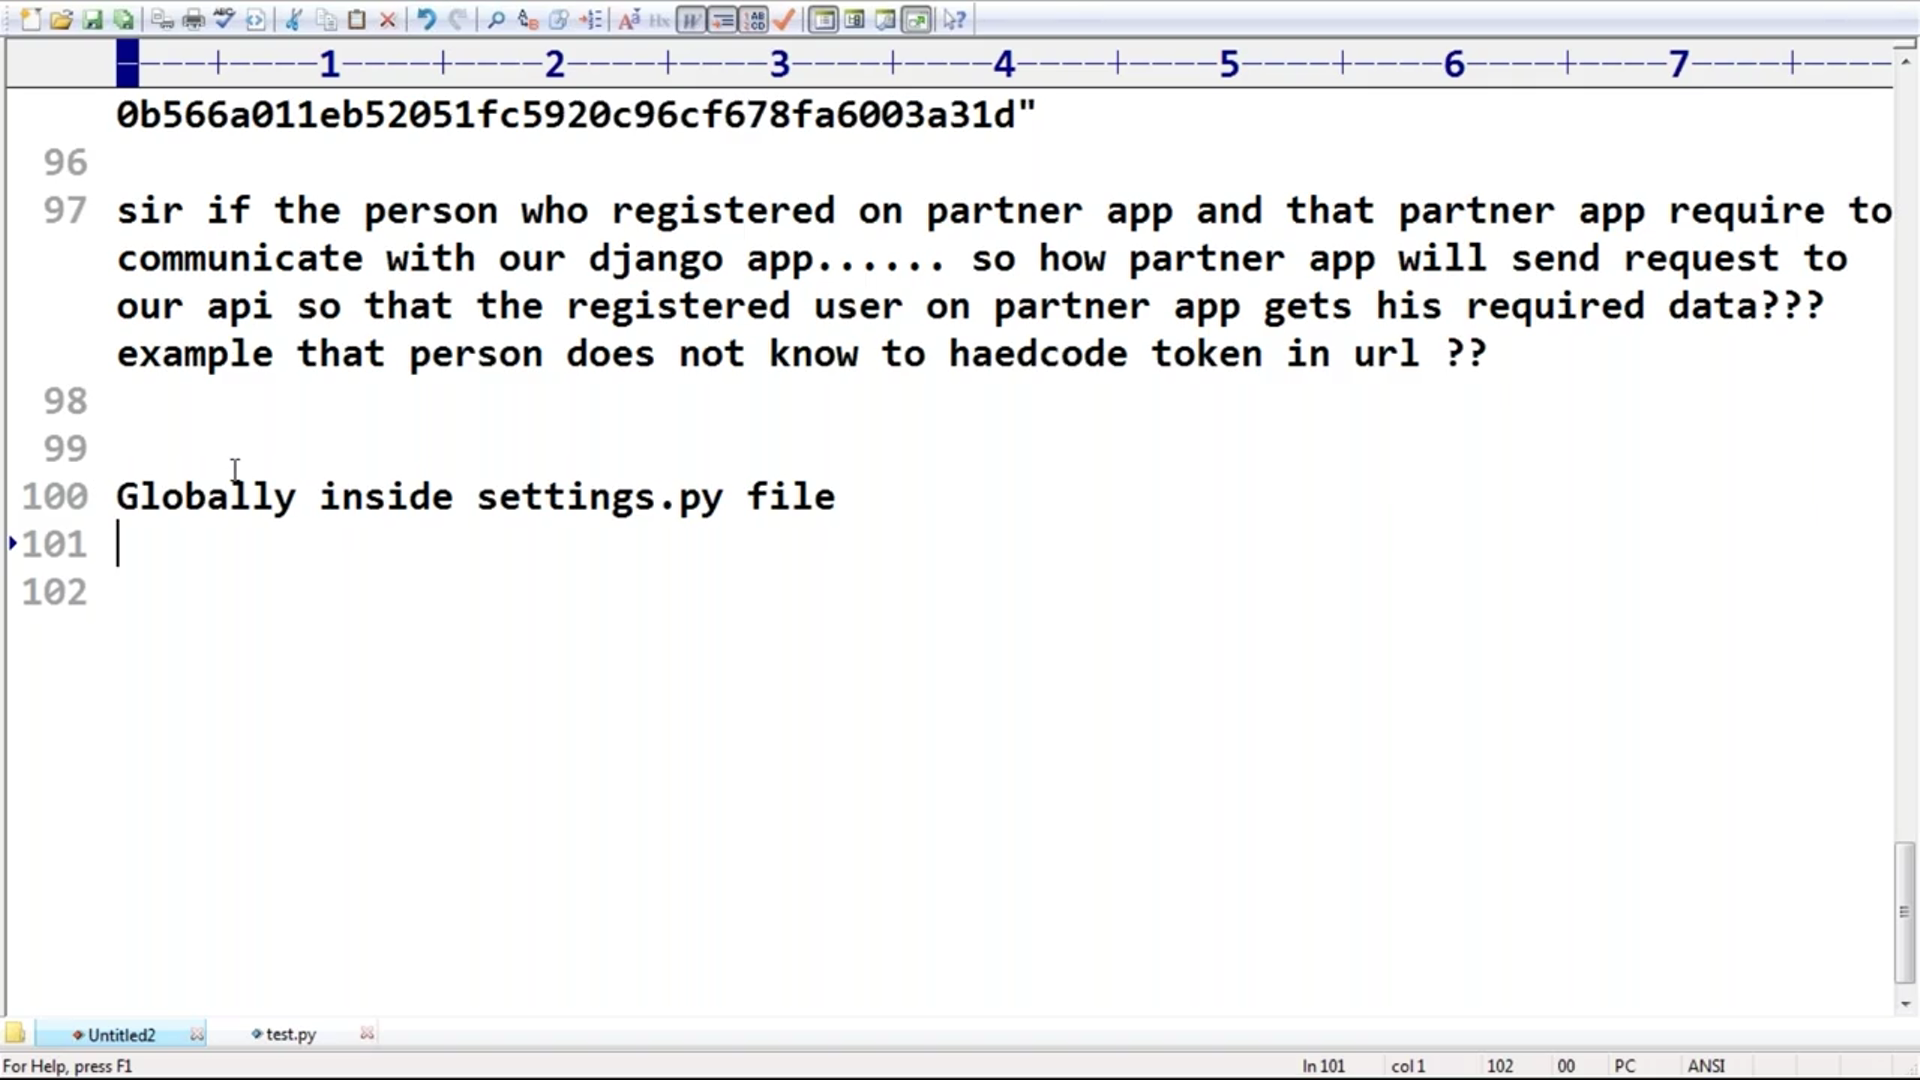 ----+----1----+----2----+----3----+----4----+----5----+----6----+----7----+----
0b566a011eb52051fc5920c96cf678fa6003a31d"
96
97 sir if the person who registered on partner app and that partner app require to
communicate with our django app...... so how partner app will send request to
our api so that the registered user on partner app gets his required data???
example that person does not know to haedcode token in url ??
98
99
100 Globally inside settings.py file
101
102
Untitled2 test.py
For Help, press F1 ln 101 col 1 102 00 PC ANSI